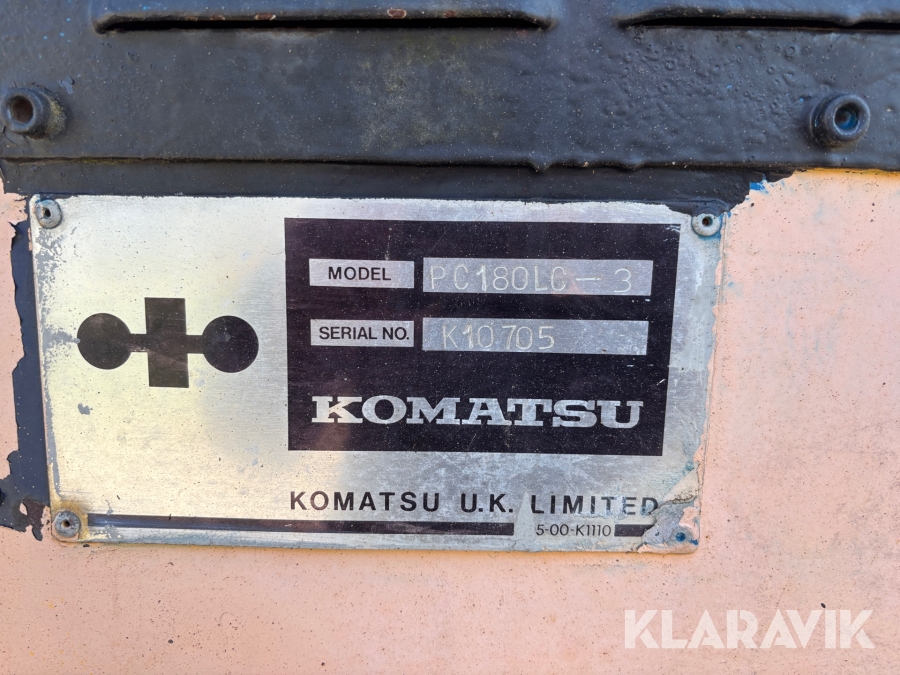 MODEL PC180LC-3
SERIAL NO. K10705
KOMATSU
KOMATSU U.K. LIMITED
5-00-K1110
KLARAVIK